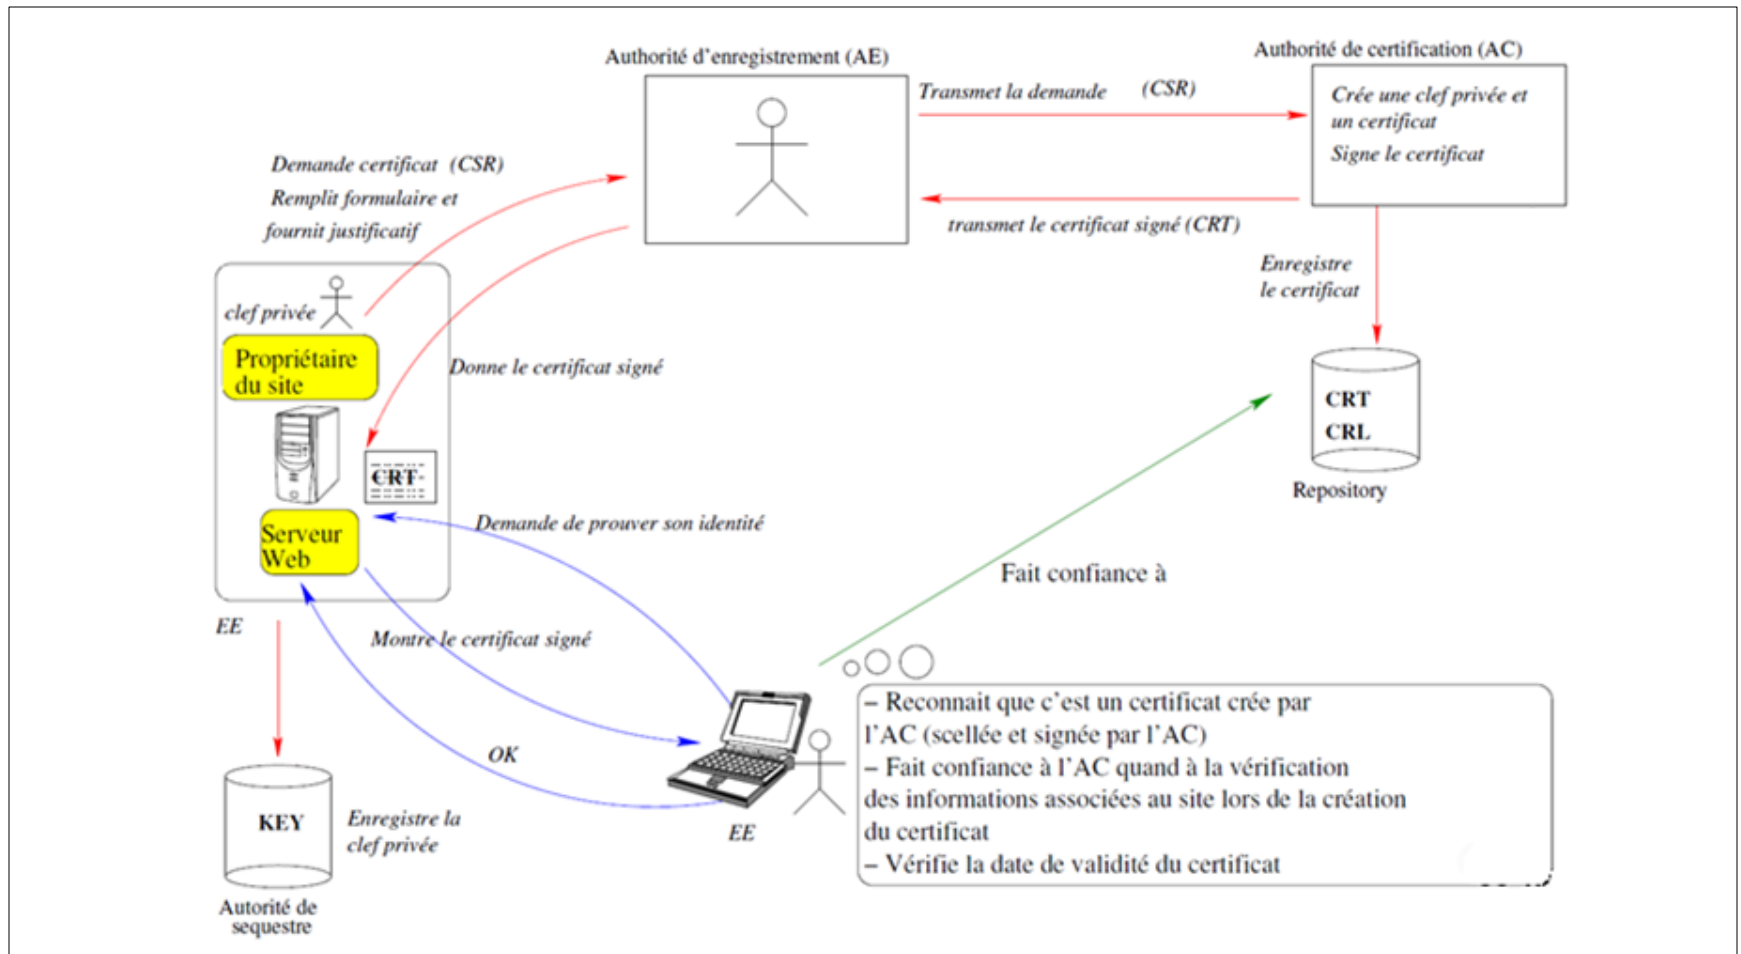 Authorité d'enregistrement (AE)
Authorité de certification (AC)
Transmet la demande (CSR)
Crée une clef privée et
un certificat
Signe le certificat
Demande certificat (CSR)
Remplit formulaire et
fournit justificatif
transmet le certificat signé (CRT)
Enregistre
le certificat
clef privée
Propriétaire
du site
Donne le certificat signé
CRT
CRL
Repository
CRT
Demande de prouver son identité
Serveur
Web
Fait confiance à
EE
Montre le certificat signé
– Reconnait que c'est un certificat crée par
l'AC (scellée et signée par l'AC)
– Fait confiance à l'AC quand à la vérification
des informations associées au site lors de la création
du certificat
– Vérifie la date de validité du certificat
OK
EE
KEY
Enregistre la
clef privée
Autorité de
sequestre